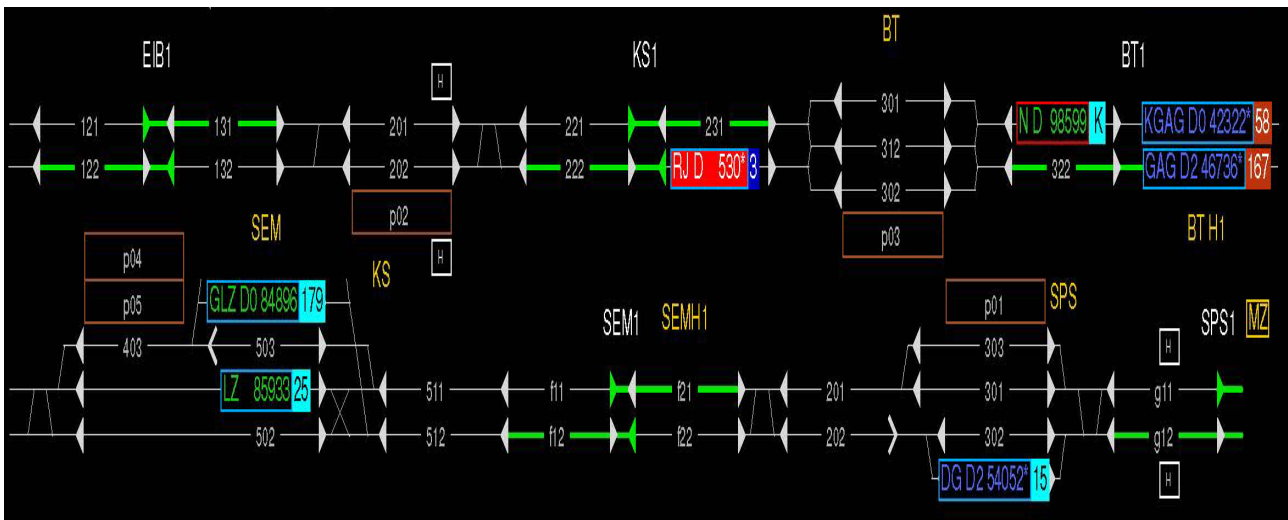 BT
EIB1 KS1 BT1
H
121 131 201 221 231 301 N D 98599 K KGAG D0 42322* 58
312
122 132 202 222 RJ D 530* 3 322 GAG D2 46736* 167
302
p02
SEM BT H1
p04 H p03
KS
GLZ D0 84896 179 SPS
p05 p01
SEM1 SEMH1 SPS1 MZ
403 503 303 H
LZ 85933 25 511 f11 f21 201 301 g11
502 512 f12 f22 202 302 g12
DG D2 54052* 15 H